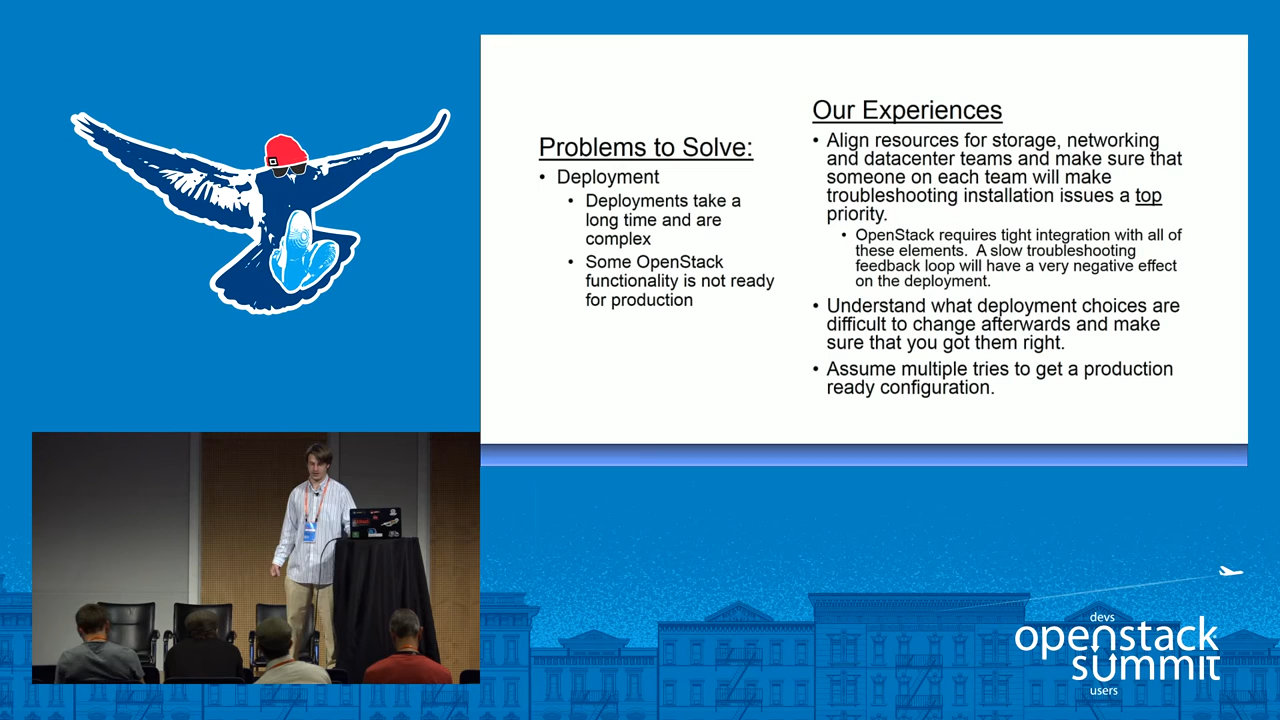 Problems to Solve:
• Deployment
• Deployments take a
long time and are
complex
• Some OpenStack
functionality is not ready
for production
Our Experiences
• Align resources for storage, networking
and datacenter teams and make sure that
someone on each team will make
troubleshooting installation issues a top
priority.
• OpenStack requires tight integration with all of
these elements.  A slow troubleshooting
feedback loop will have a very negative effect
on the deployment.
• Understand what deployment choices are
difficult to change afterwards and make
sure that you got them right.
• Assume multiple tries to get a production
ready configuration.
devs
openstack
summit
users